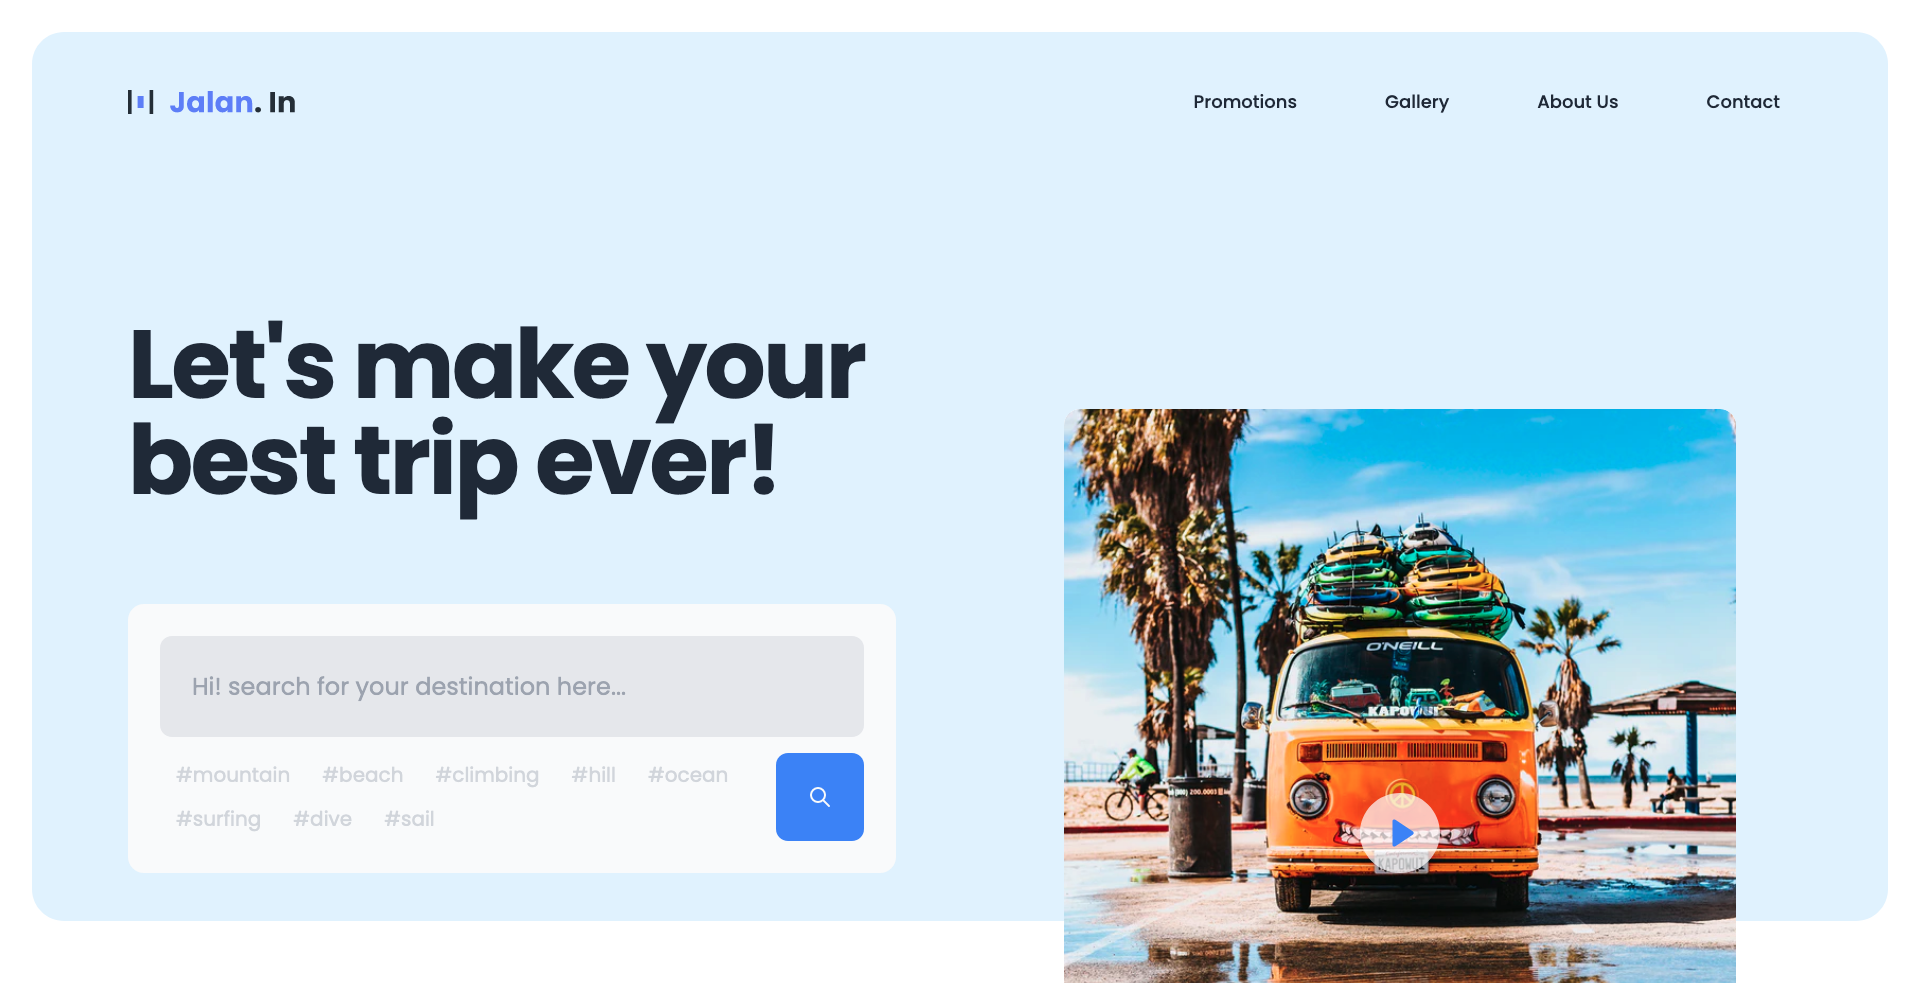 Jalan. In
Promotions Gallery About Us Contact
Let's make your
best trip ever!
Hi! search for your destination here...
#mountain #beach #climbing #hill #ocean
#surfing #dive #sail
O'NEILL